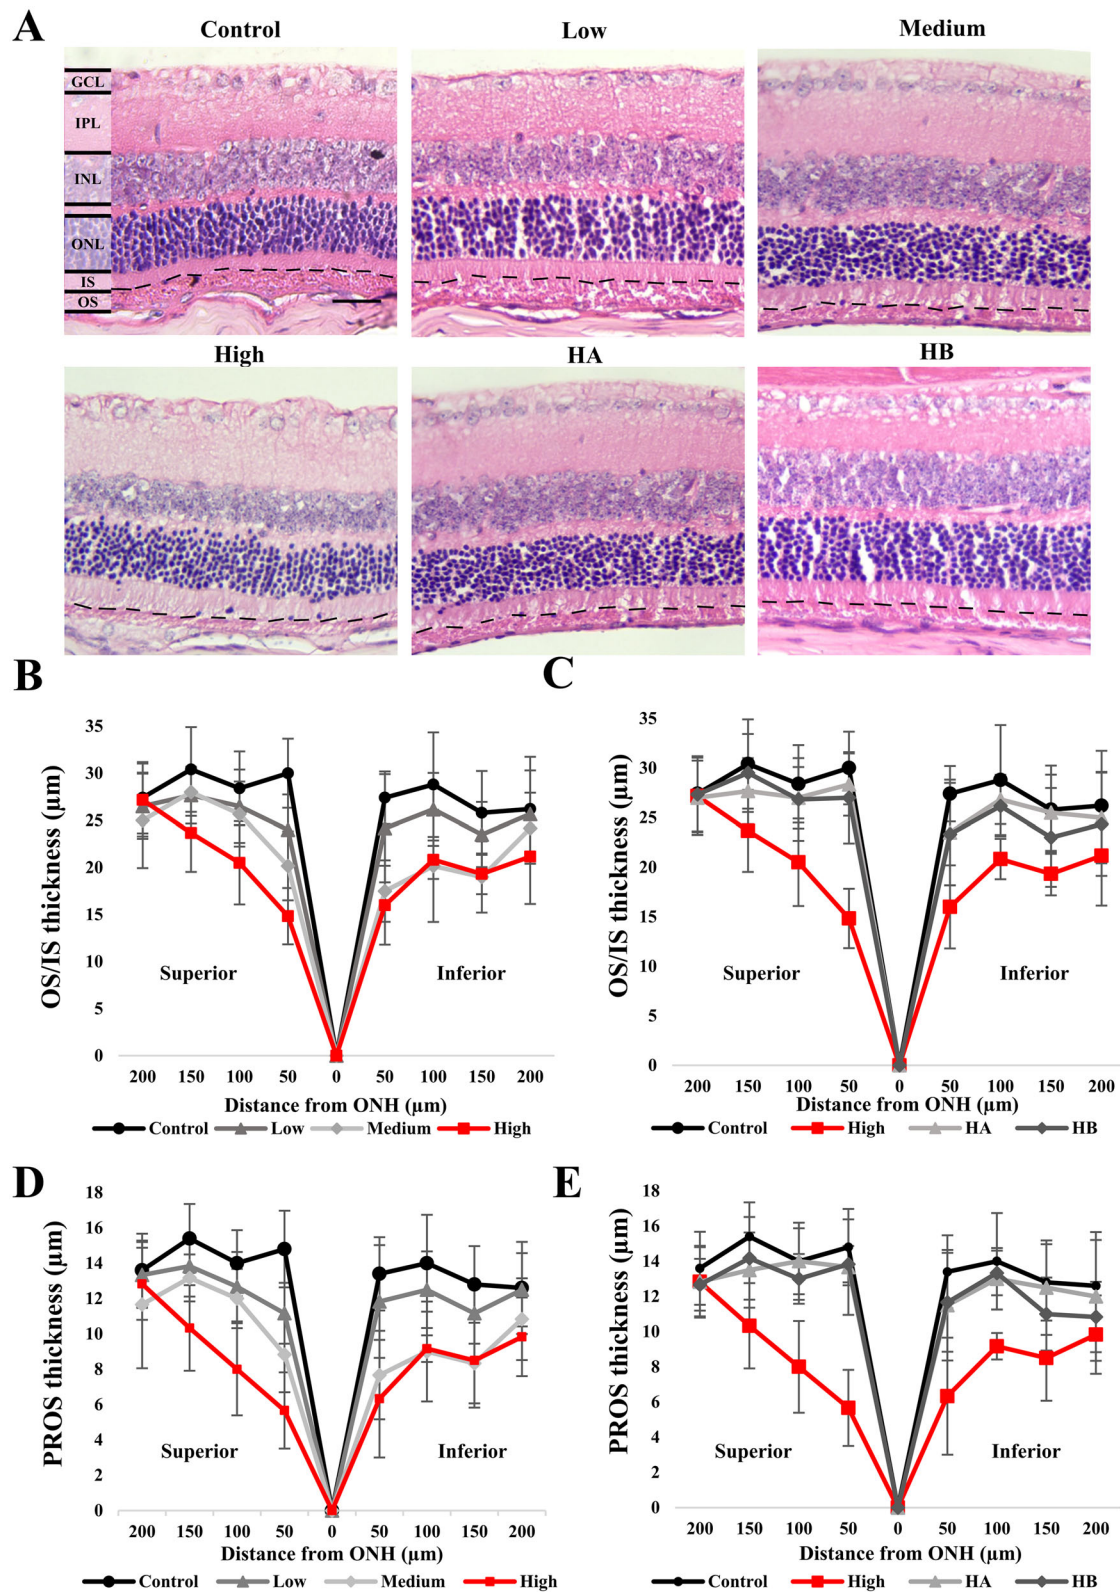 A
Control
Low
Medium
GCL
IPL
INL
ONL
IS
OS
High
HA
HB
B
OS/IS thickness (µm)
35
30
25
20
15
10
5
0
Superior
Inferior
200 150 100 50 0 50 100 150 200
Distance from ONH (µm)
Control Low Medium High
C
OS/IS thickness (µm)
35
30
25
20
15
10
5
0
Superior
Inferior
200 150 100 50 0 50 100 150 200
Distance from ONH (µm)
Control High HA HB
D
PROS thickness (µm)
18
16
14
12
10
8
6
4
2
0
Superior
Inferior
200 150 100 50 0 50 100 150 200
Distance from ONH (µm)
Control Low Medium High
E
PROS thickness (µm)
18
16
14
12
10
8
6
4
2
0
Superior
Inferior
200 150 100 50 0 50 100 150 200
Distance from ONH (µm)
Control High HA HB